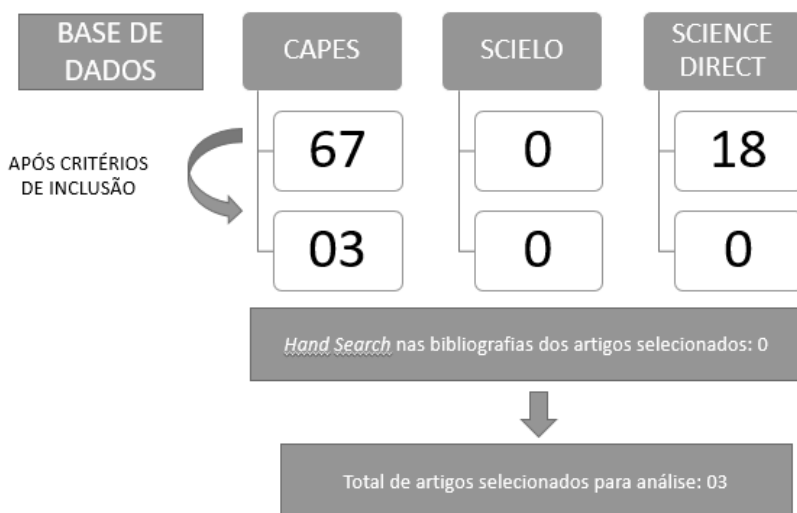 BASE DE
DADOS
CAPES
SCIELO
SCIENCE
DIRECT
APÓS CRITÉRIOS
DE INCLUSÃO
67
0
18
03
0
0
Hand Search nas bibliografias dos artigos selecionados: 0
Total de artigos selecionados para análise: 03